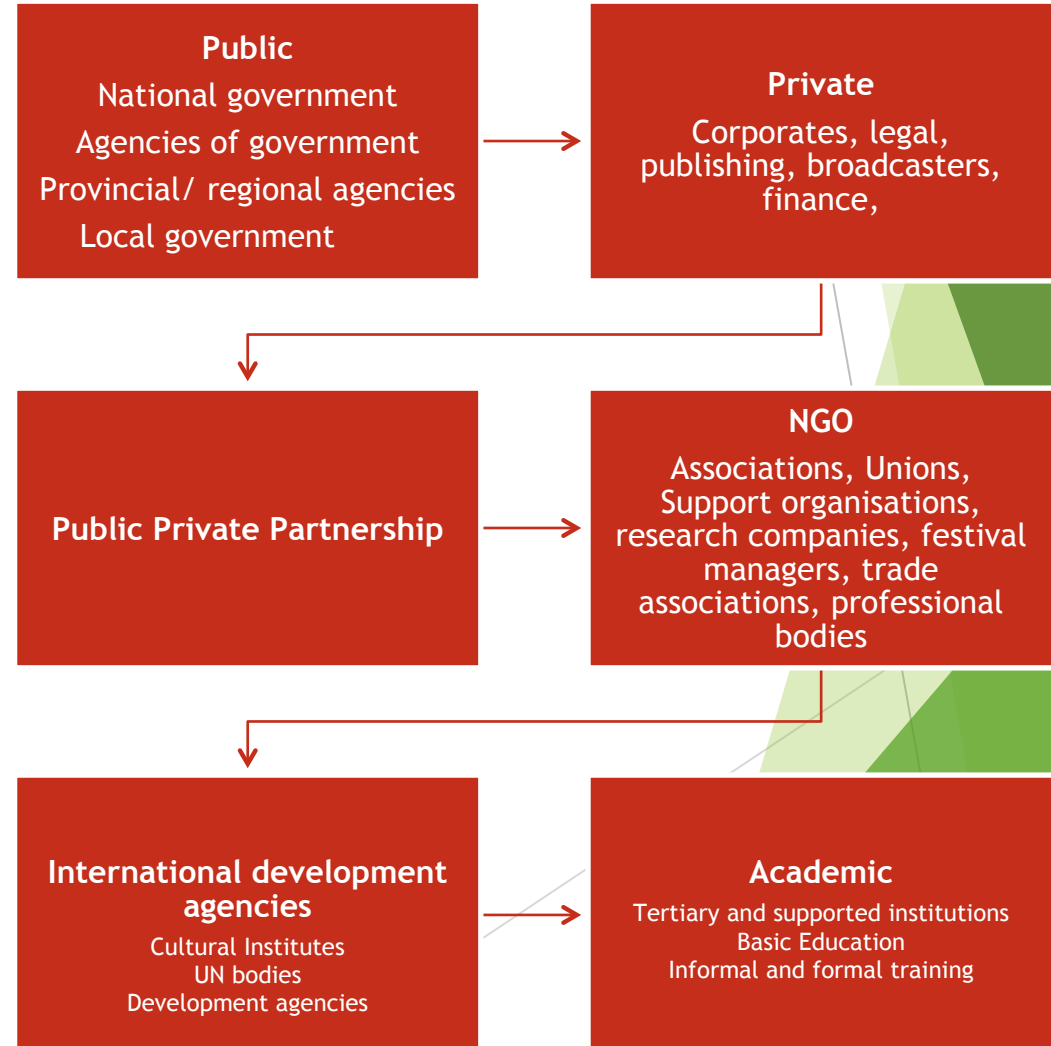 Public
National government
Agencies of government
Provincial/ regional agencies
Local government
Private
Corporates, legal,
publishing, broadcasters,
finance,
Public Private Partnership
NGO
Associations, Unions,
Support organisations,
research companies, festival
managers, trade
associations, professional
bodies
International development
agencies
Cultural Institutes
UN bodies
Development agencies
Academic
Tertiary and supported institutions
Basic Education
Informal and formal training